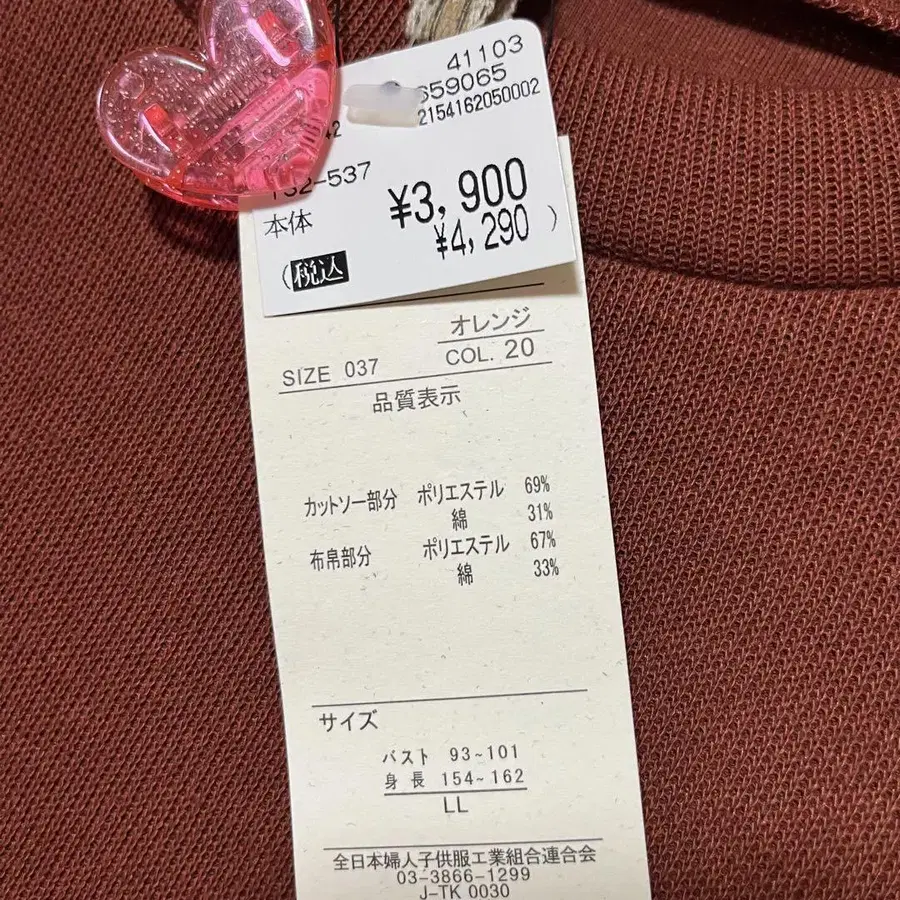 41103
659065
2154162050002
42
132-537
本体 ¥3,900
(税込 ¥4,290)
オレンジ
SIZE 037 COL. 20
品質表示
カットソー部分 ポリエステル 69%
綿 31%
布帛部分 ポリエステル 67%
綿 33%
サイズ
バスト 93~101
身長 154~162
LL
全日本婦人子供服工業組合連合会
03-3866-1299
J-TK 0030